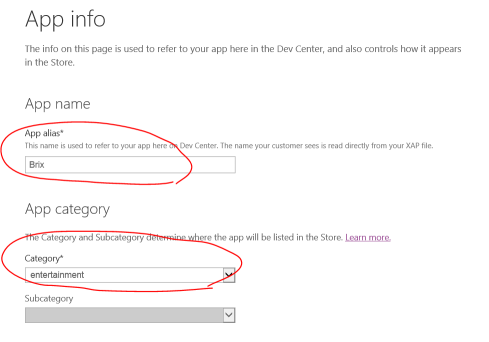 App info
The info on this page is used to refer to your app here in the Dev Center, and also controls how it appears
in the Store.
App name
App alias*
This name is used to refer to your app here on Dev Center. The name your customer sees is read directly from your XAP file.
Brix
App category
The Category and Subcategory determine where the app will be listed in the Store. Learn more.
Category*
entertainment
Subcategory